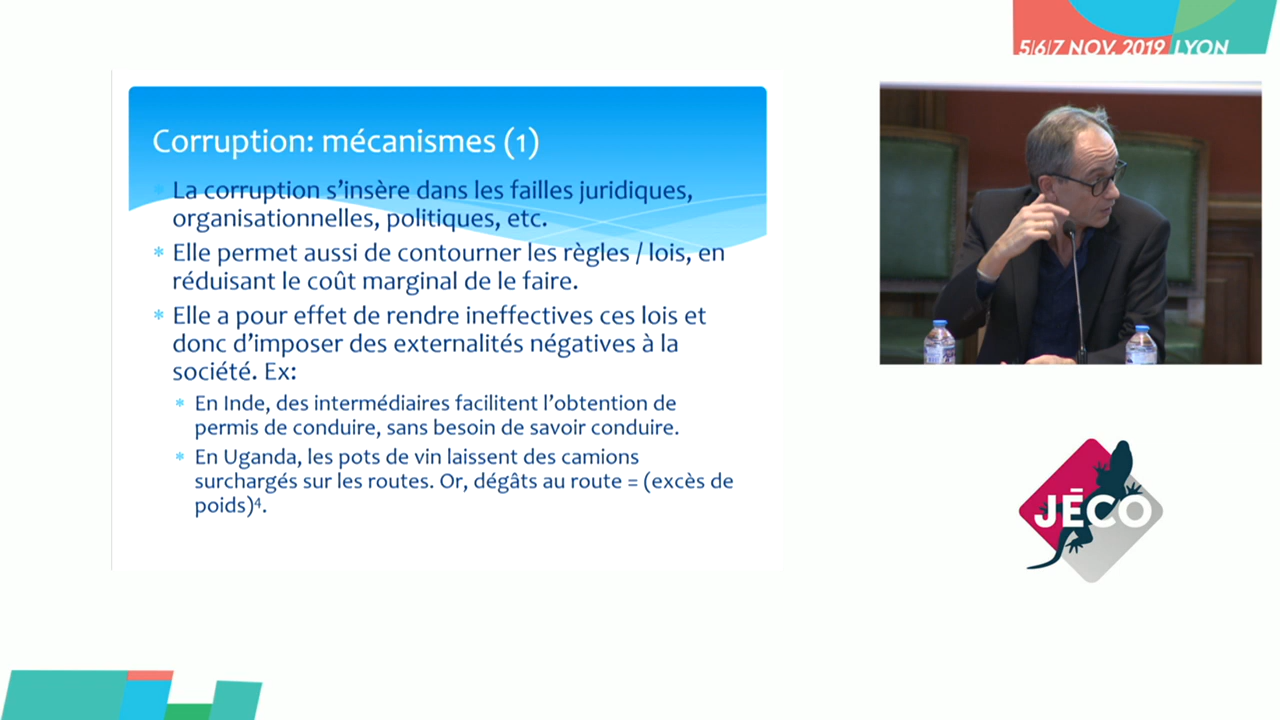 5/6/7 NOV. 2019 LYON
Corruption: mécanismes (1)
La corruption s'insère dans les failles juridiques,
organisationnelles, politiques, etc.
* Elle permet aussi de contourner les règles / lois, en
réduisant le coût marginal de le faire.
* Elle a pour effet de rendre ineffectives ces lois et
donc d'imposer des externalités négatives à la
société. Ex:
* En Inde, des intermédiaires facilitent l'obtention de
permis de conduire, sans besoin de savoir conduire.
* En Uganda, les pots de vin laissent des camions
surchargés sur les routes. Or, dégâts au route = (excès de
poids)⁴.
JĒCO